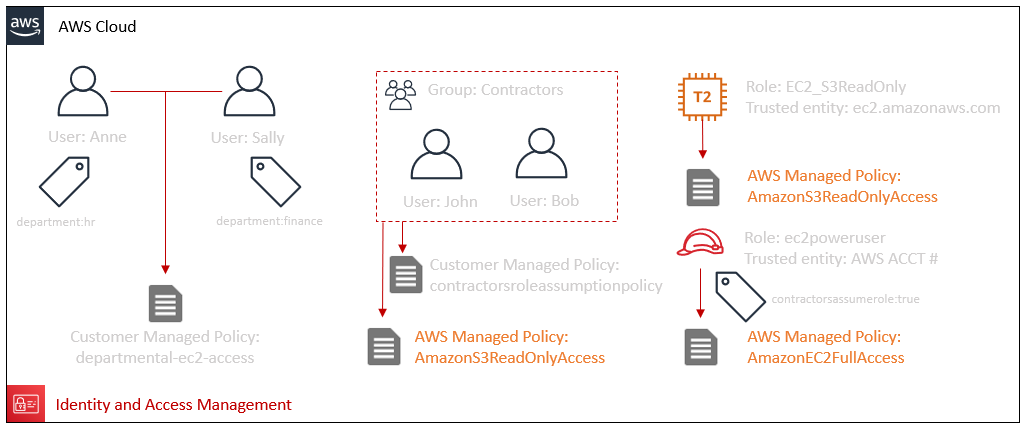 aws
AWS Cloud
User: Anne
User: Sally
department:hr
department:finance
Customer Managed Policy:
departmental-ec2-access
Group: Contractors
User: John
User: Bob
Customer Managed Policy:
contractorsroleassumptionpolicy
AWS Managed Policy:
AmazonS3ReadOnlyAccess
T2
Role: EC2_S3ReadOnly
Trusted entity: ec2.amazonaws.com
AWS Managed Policy:
AmazonS3ReadOnlyAccess
Role: ec2poweruser
Trusted entity: AWS ACCT #
contractorsassumerole:true
AWS Managed Policy:
AmazonEC2FullAccess
Identity and Access Management